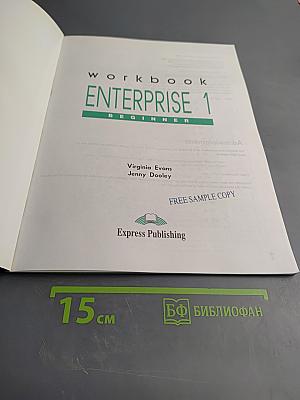 workbook
ENTERPRISE 1
BEGINNER
Virginia Evans
Jenny Dooley
FREE SAMPLE COPY
Express Publishing
15 см
БФ БИБЛИОФАН